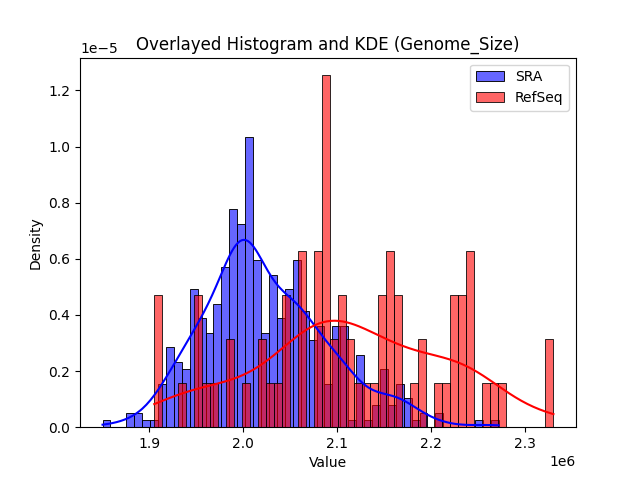 Overlayed Histogram and KDE (Genome_Size)
1e−5
SRA
RefSeq
1.2
1.0
0.8
0.6
0.4
0.2
0.0
Density
1.9 2.0 2.1 2.2 2.3
Value
1e6